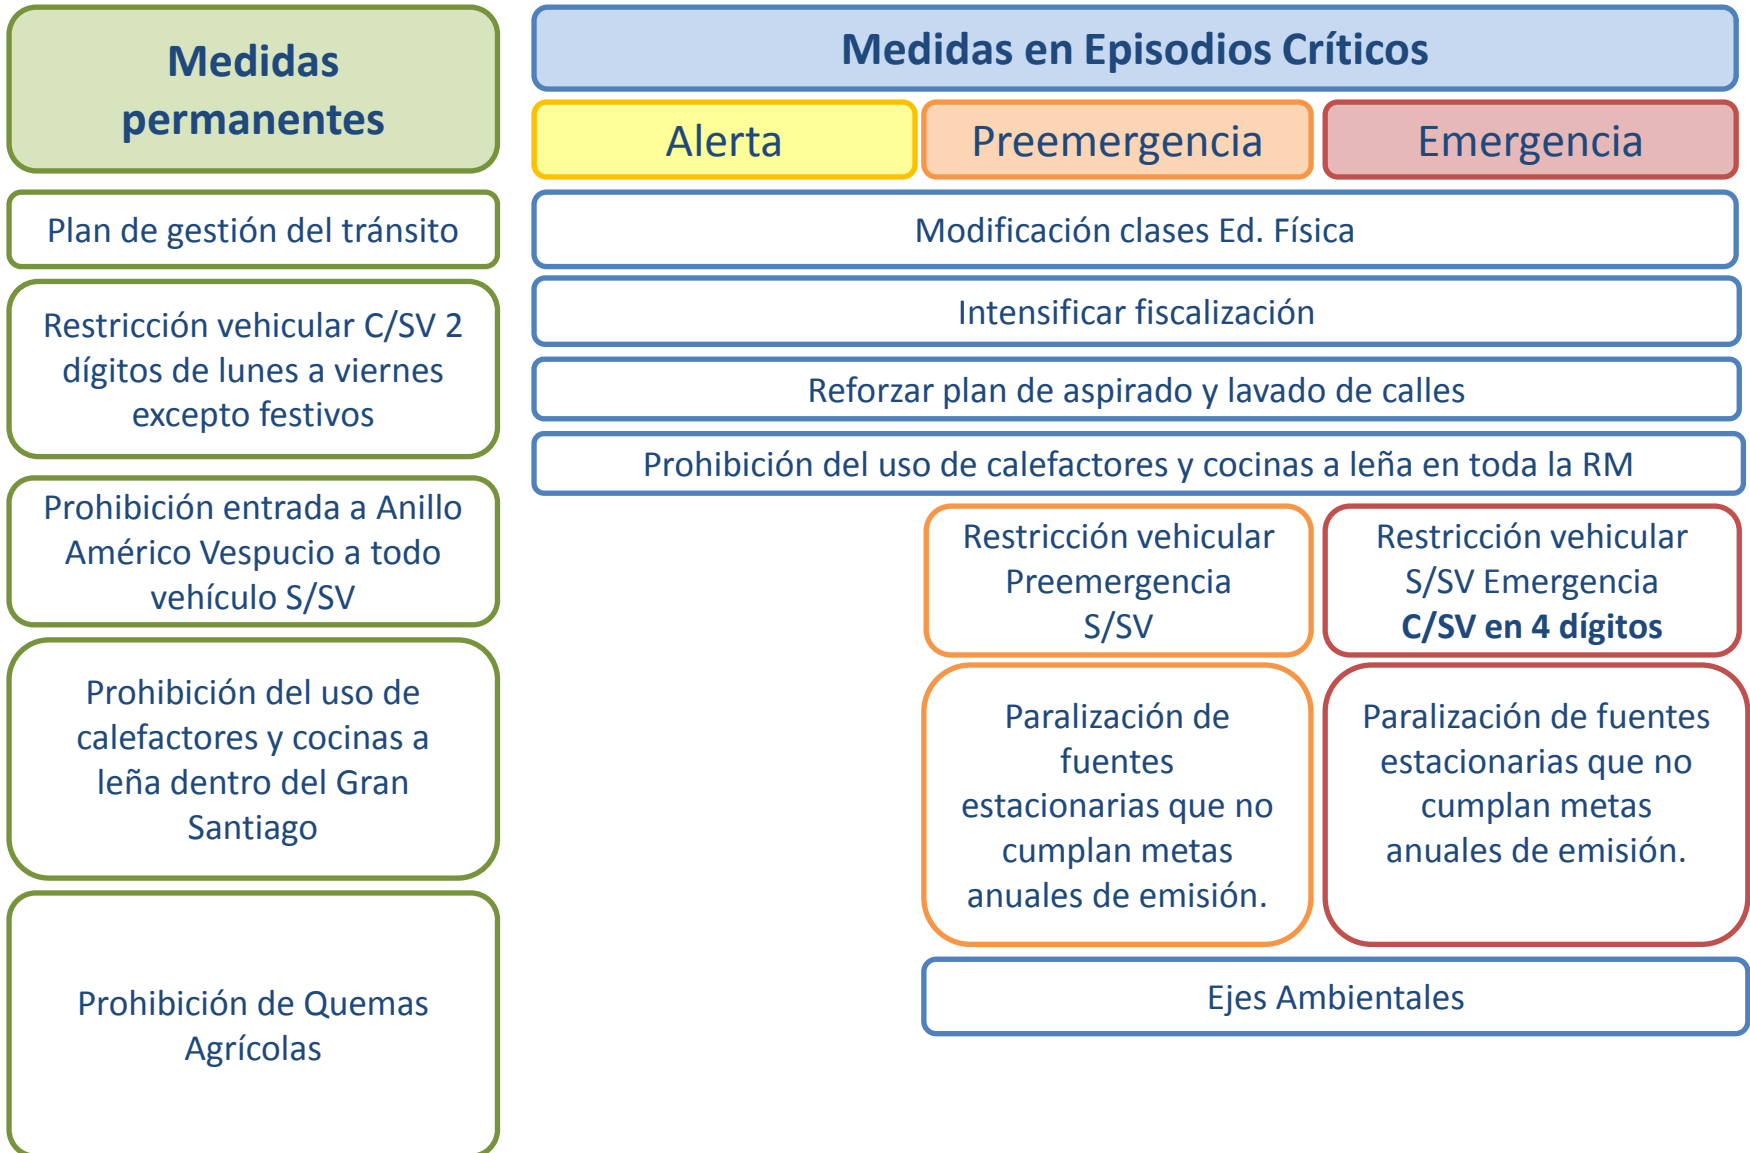 Medidas
permanentes
Plan de gestión del tránsito
Restricción vehicular C/SV 2
dígitos de lunes a viernes
excepto festivos
Prohibición entrada a Anillo
Américo Vespucio a todo
vehículo S/SV
Prohibición del uso de
calefactores y cocinas a
leña dentro del Gran
Santiago
Prohibición de Quemas
Agrícolas
Medidas en Episodios Críticos
Alerta
Preemergencia
Emergencia
Modificación clases Ed. Física
Intensificar fiscalización
Reforzar plan de aspirado y lavado de calles
Prohibición del uso de calefactores y cocinas a leña en toda la RM
Restricción vehicular
Preemergencia
S/SV
Restricción vehicular
S/SV Emergencia
C/SV en 4 dígitos
Paralización de
fuentes
estacionarias que no
cumplan metas
anuales de emisión.
Paralización de fuentes
estacionarias que no
cumplan metas
anuales de emisión.
Ejes Ambientales